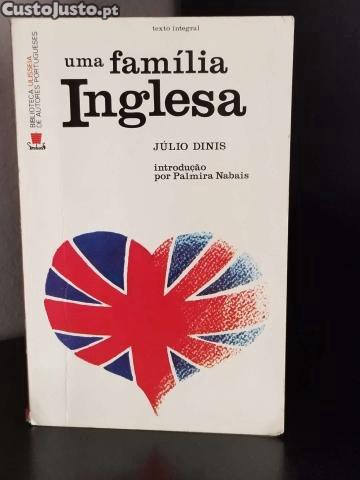 CustoJusto.pt
texto integral
uma família
Inglesa
JÚLIO DINIS
introdução
por Palmira Nabais
BIBLIOTECA ULISSEIA
DE AUTORES PORTUGUESES